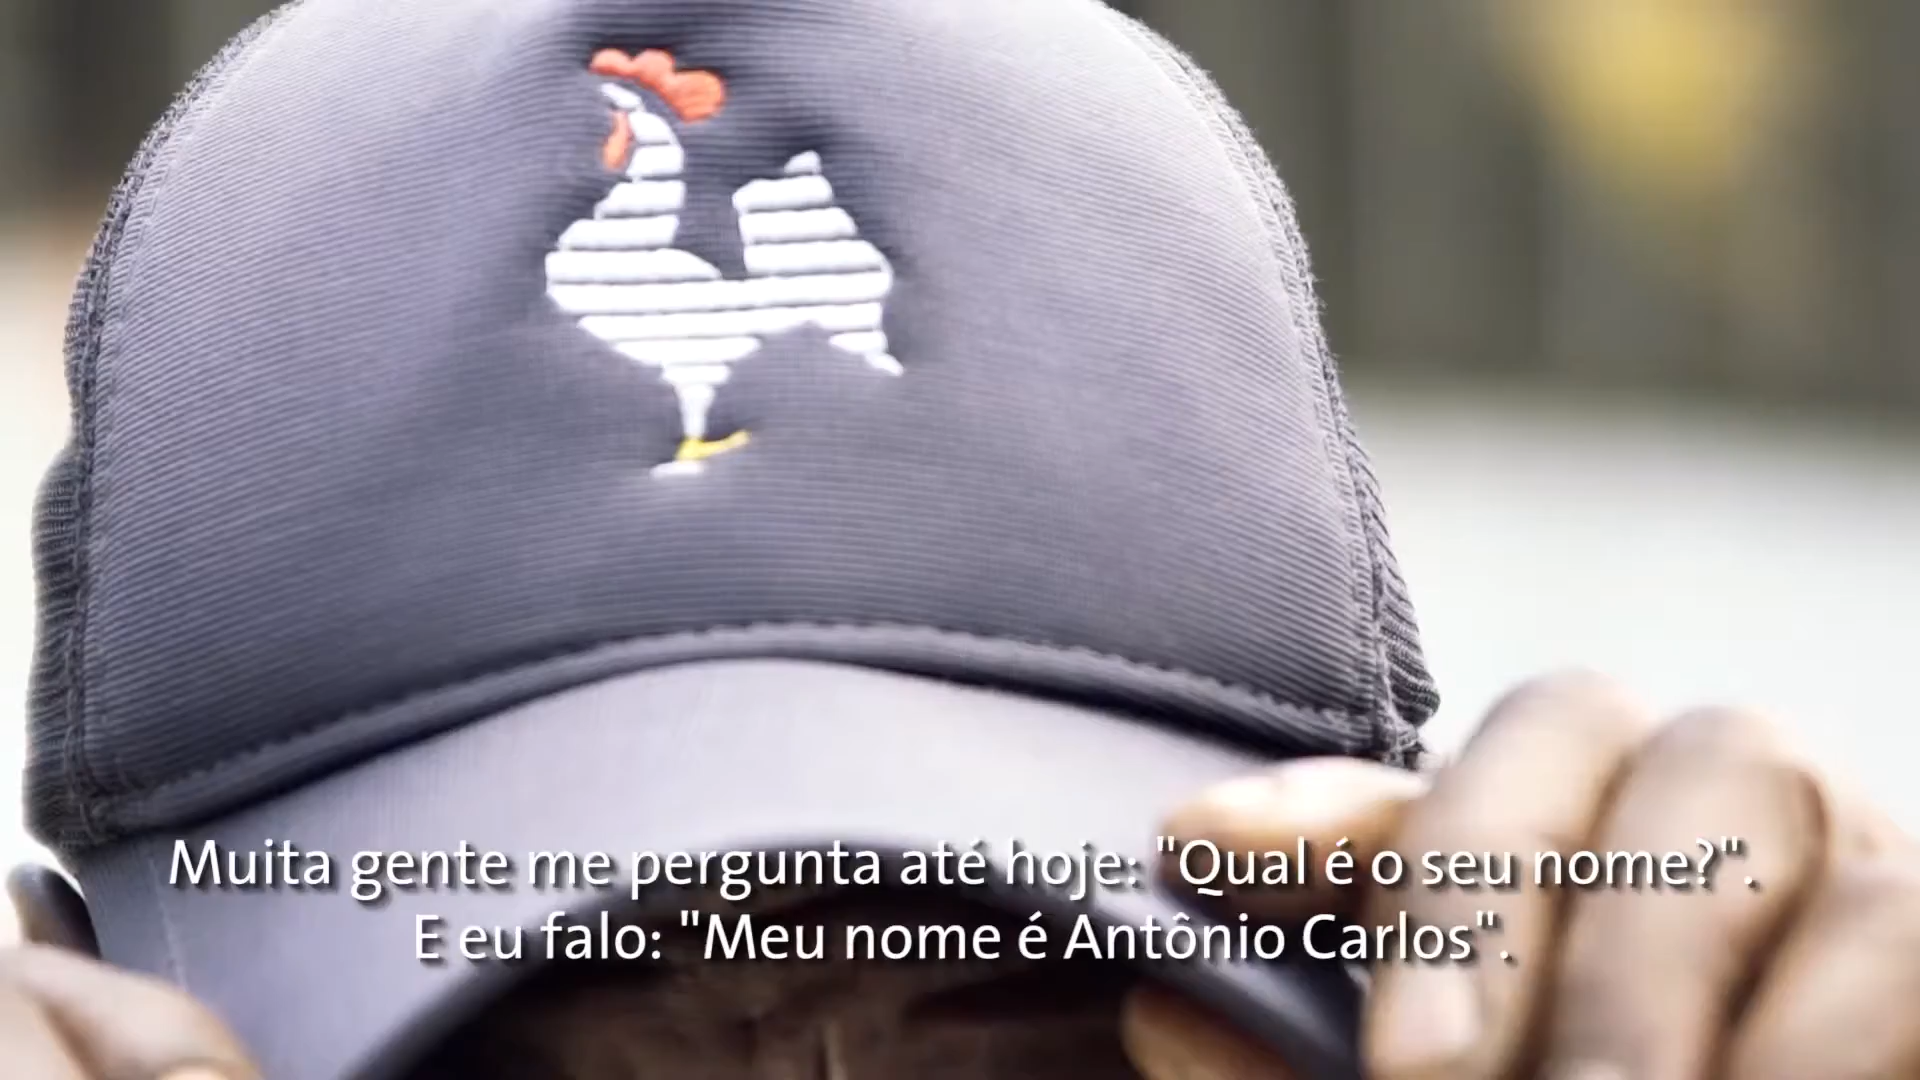 Muita gente me pergunta até hoje: "Qual é o seu nome?".
E eu falo: "Meu nome é Antônio Carlos".